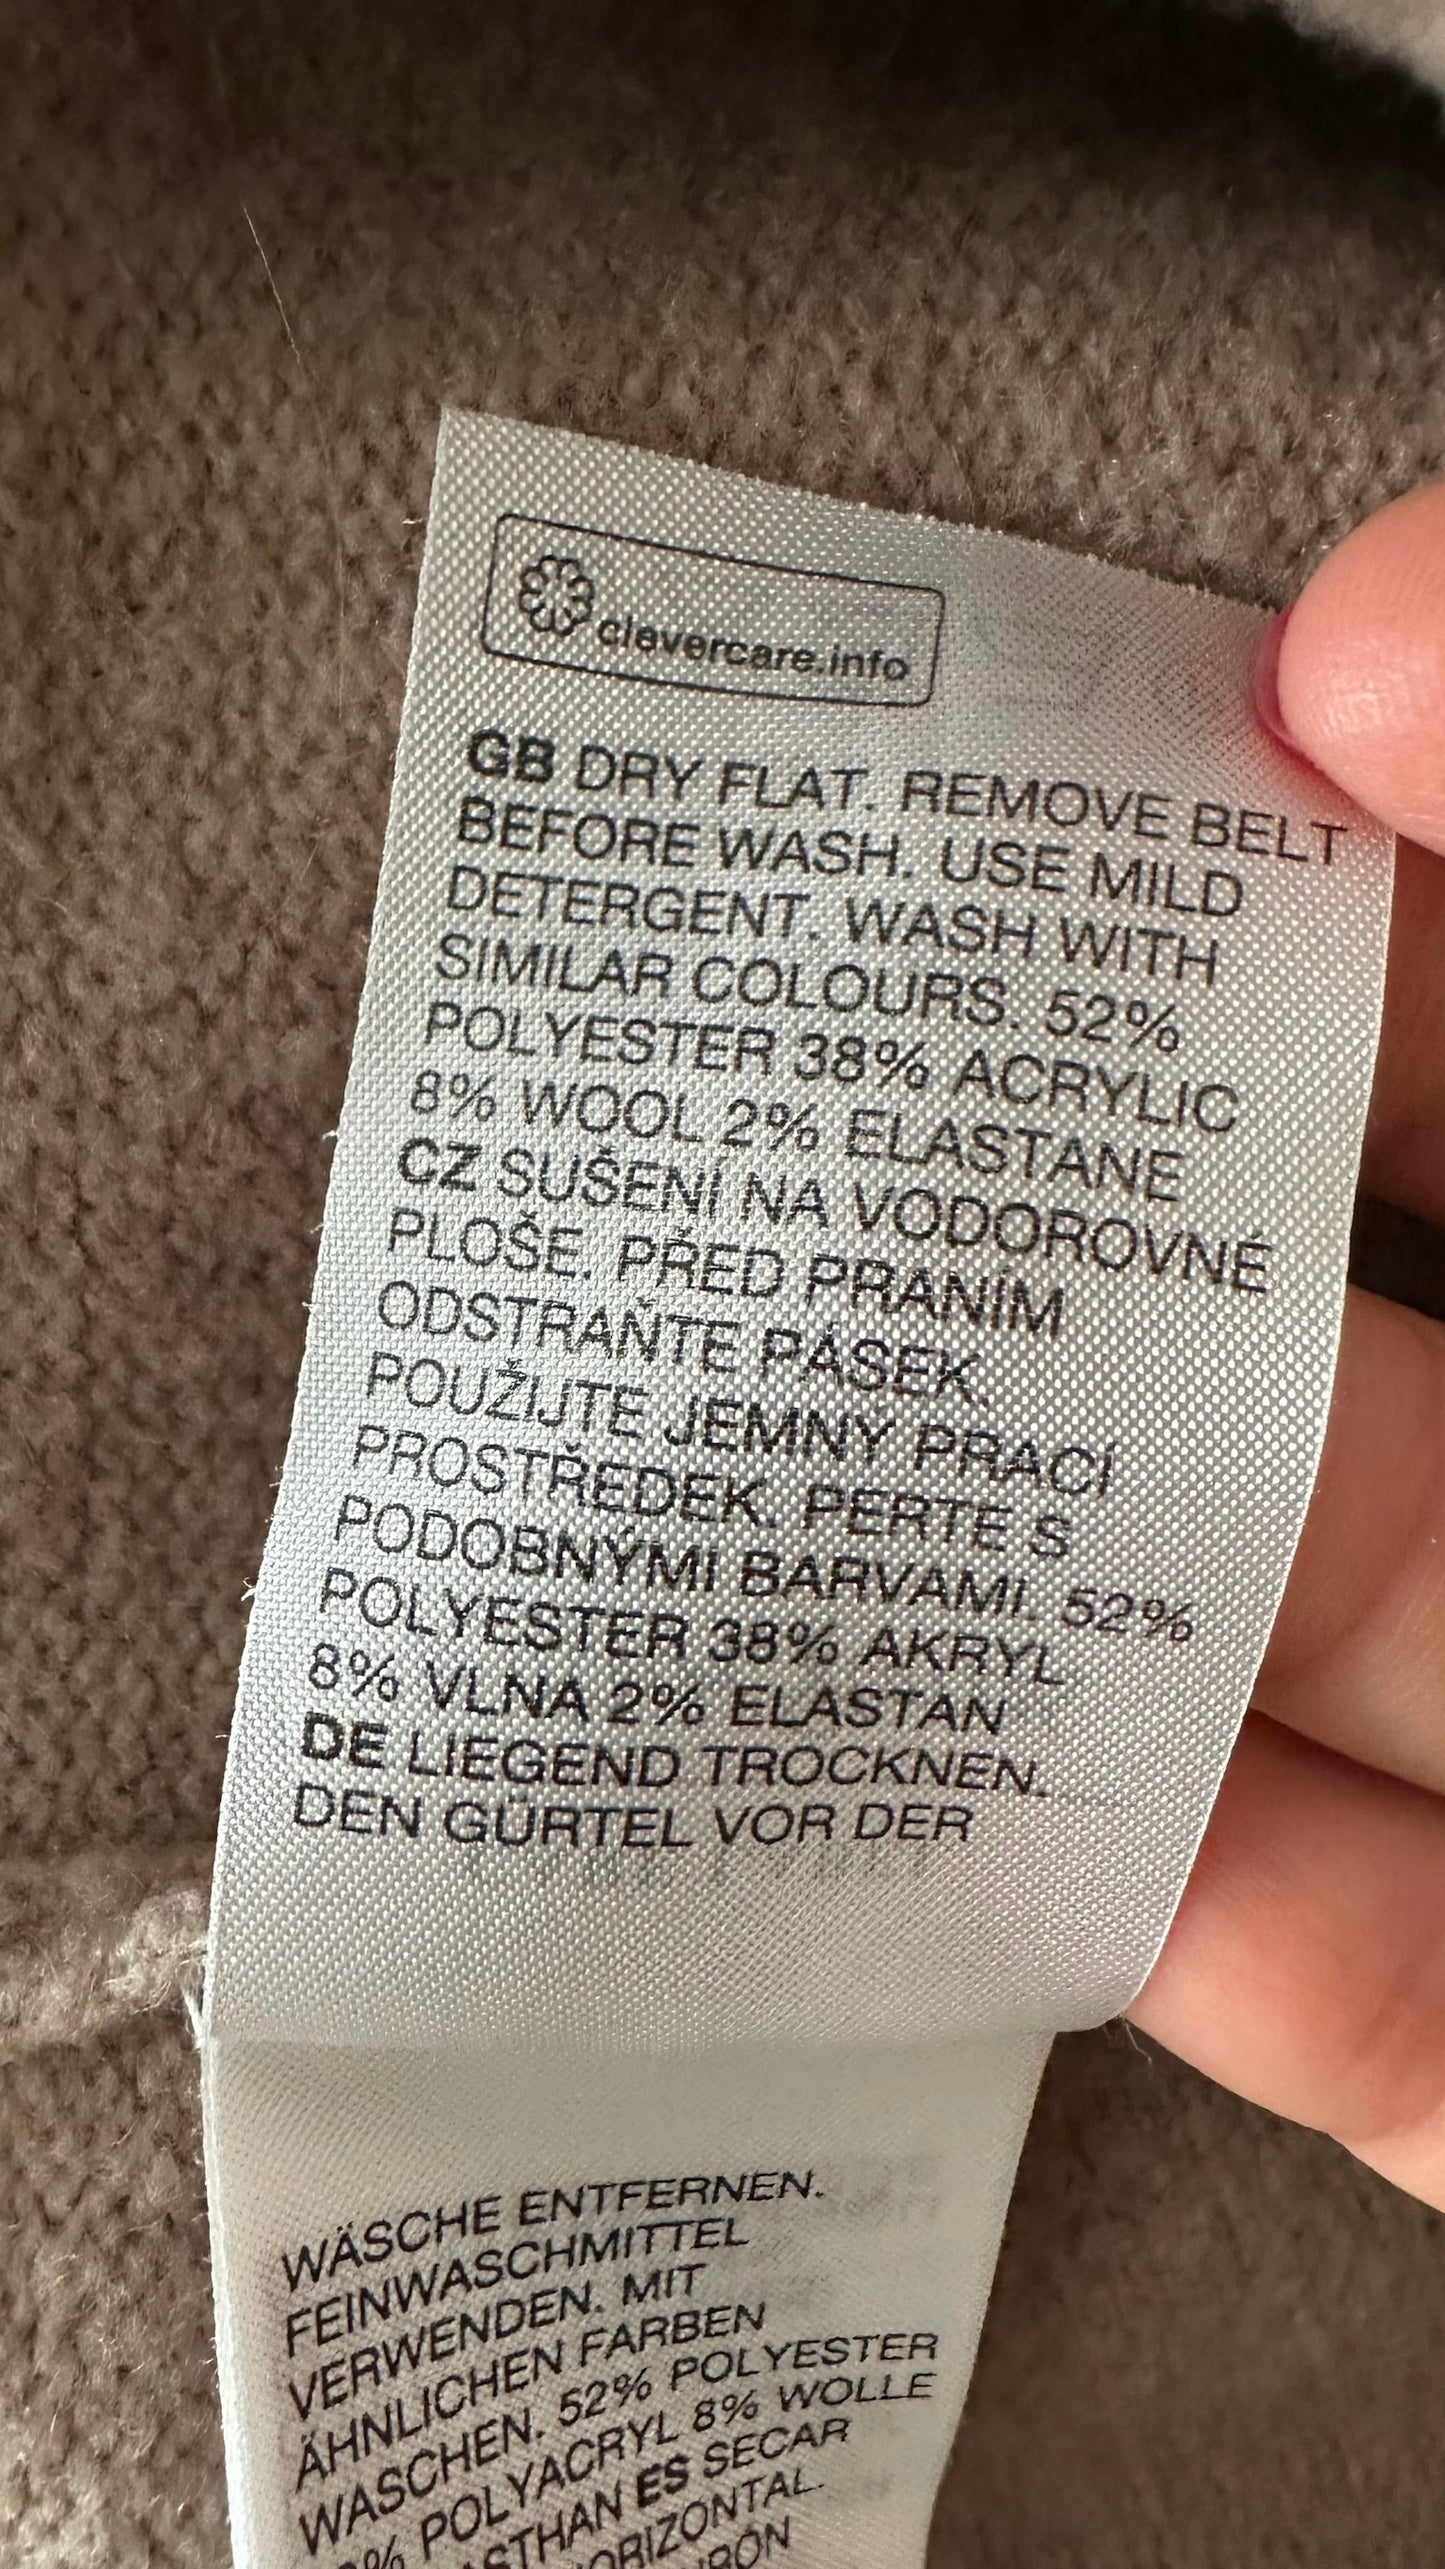 clevercare.info
GB DRY FLAT. REMOVE BELT
BEFORE WASH. USE MILD
DETERGENT. WASH WITH
SIMILAR COLOURS. 52%
POLYESTER 38% ACRYLIC
8% WOOL 2% ELASTANE
CZ SUŠENÍ NA VODOROVNÉ
PLOŠE. PŘED PRANÍM
ODSTRAŇTE PÁSEK.
POUŽIJTE JEMNÝ PRACÍ
PROSTŘEDEK. PERTE S
PODOBNÝMI BARVAMI. 52%
POLYESTER 38% AKRYL
8% VLNA 2% ELASTAN
DE LIEGEND TROCKNEN.
DEN GÜRTEL VOR DER
WÄSCHE ENTFERNEN.
FEINWASCHMITTEL
VERWENDEN. MIT
ÄHNLICHEN FARBEN
WASCHEN. 52% POLYESTER
POLYACRYL 8% WOLLE
ES SECAR